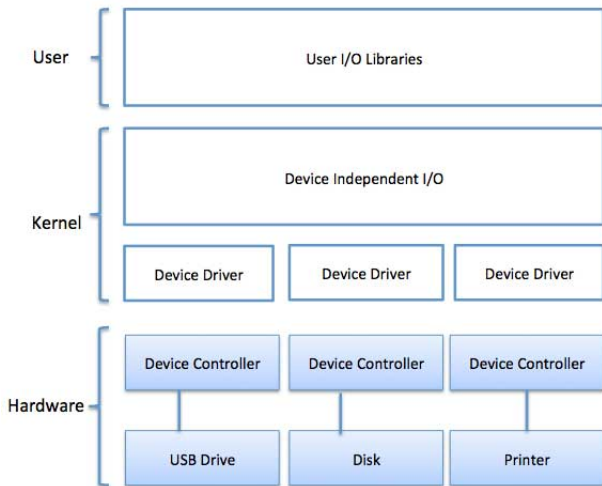 User
User I/O Libraries
Kernel
Device Independent I/O
Device Driver
Device Driver
Device Driver
Hardware
Device Controller
Device Controller
Device Controller
USB Drive
Disk
Printer